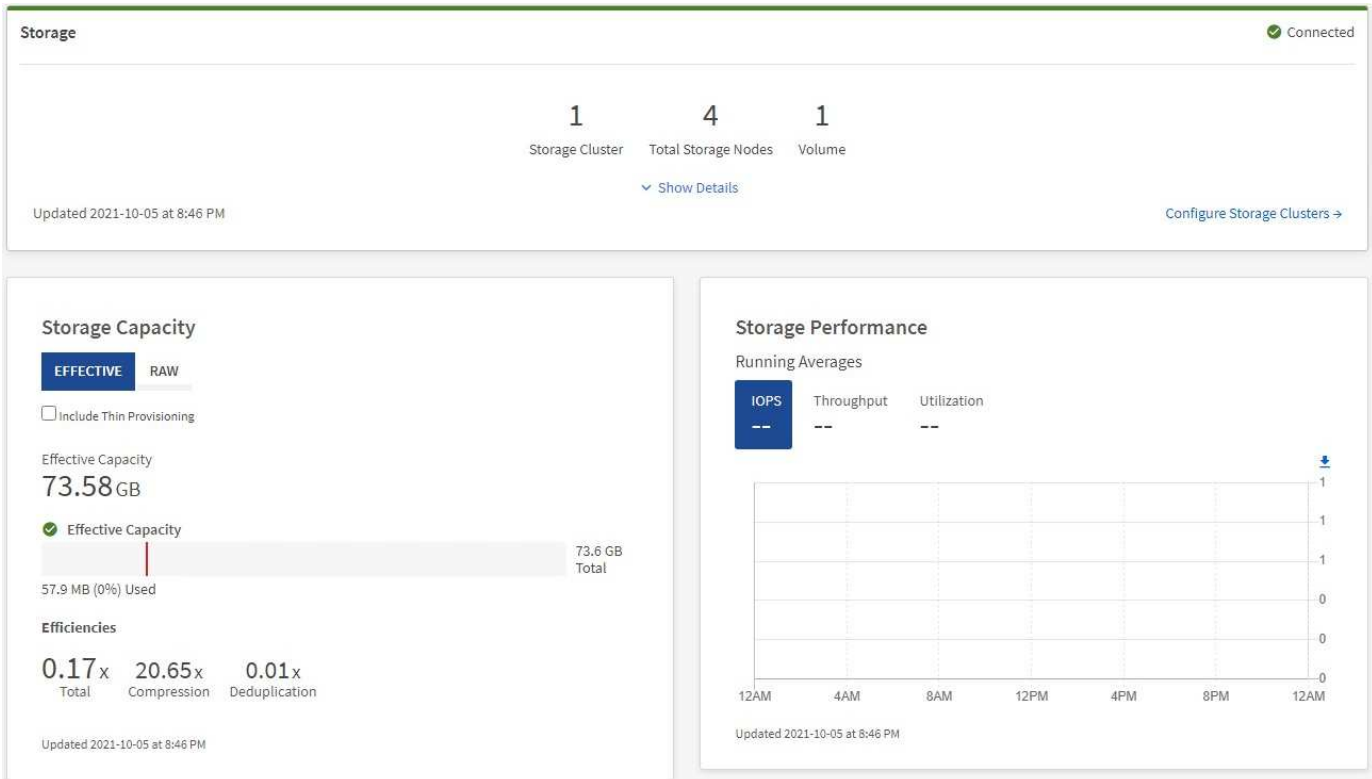 Storage
Connected
1 4 1
Storage Cluster Total Storage Nodes Volume
Show Details
Updated 2021-10-05 at 8:46 PM
Configure Storage Clusters →
Storage Capacity
EFFECTIVE RAW
Include Thin Provisioning
Effective Capacity
73.58 GB
Effective Capacity
73.6 GB
Total
57.9 MB (0%) Used
Efficiencies
0.17x 20.65x 0.01x
Total Compression Deduplication
Updated 2021-10-05 at 8:46 PM
Storage Performance
Running Averages
IOPS Throughput Utilization
-- -- --
1
1
1
0
0
0
12AM 4AM 8AM 12PM 4PM 8PM 12AM
Updated 2021-10-05 at 8:46 PM